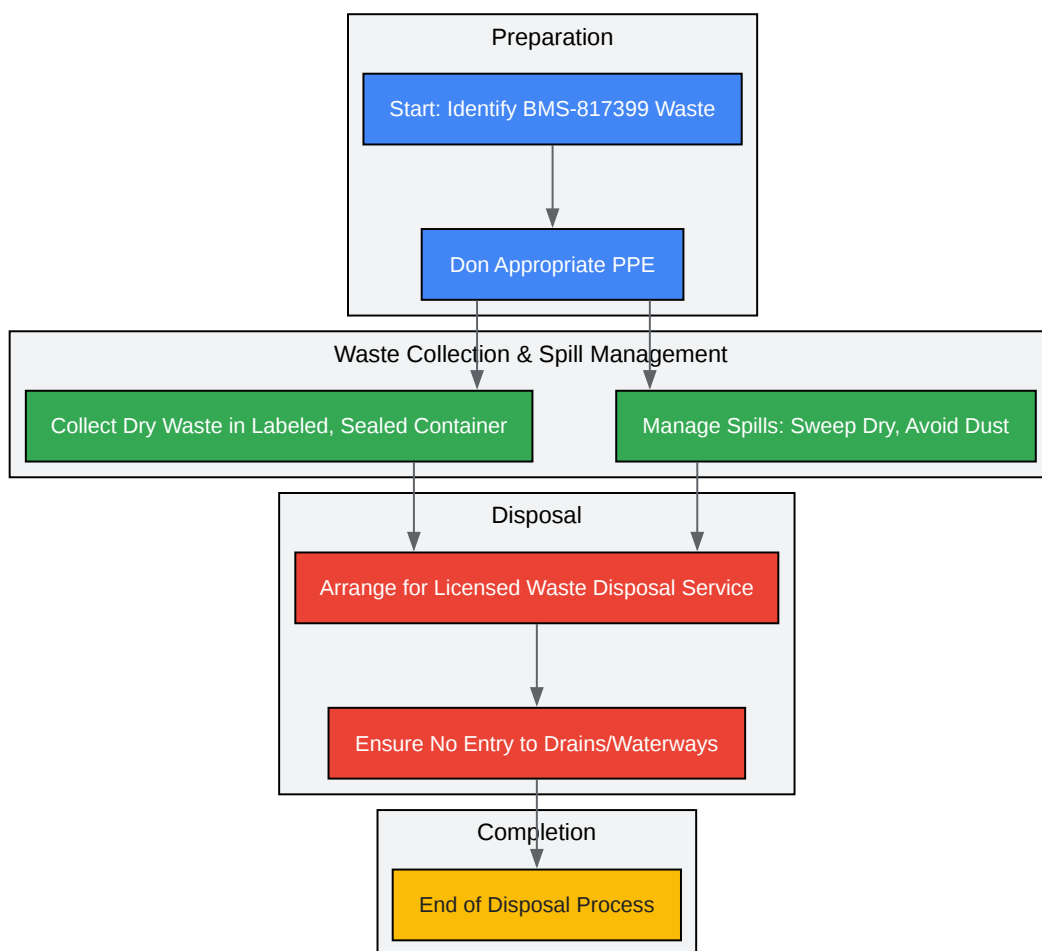 Preparation
Start: Identify BMS-817399 Waste
Don Appropriate PPE
Waste Collection & Spill Management
Collect Dry Waste in Labeled, Sealed Container
Manage Spills: Sweep Dry, Avoid Dust
Disposal
Arrange for Licensed Waste Disposal Service
Ensure No Entry to Drains/Waterways
Completion
End of Disposal Process